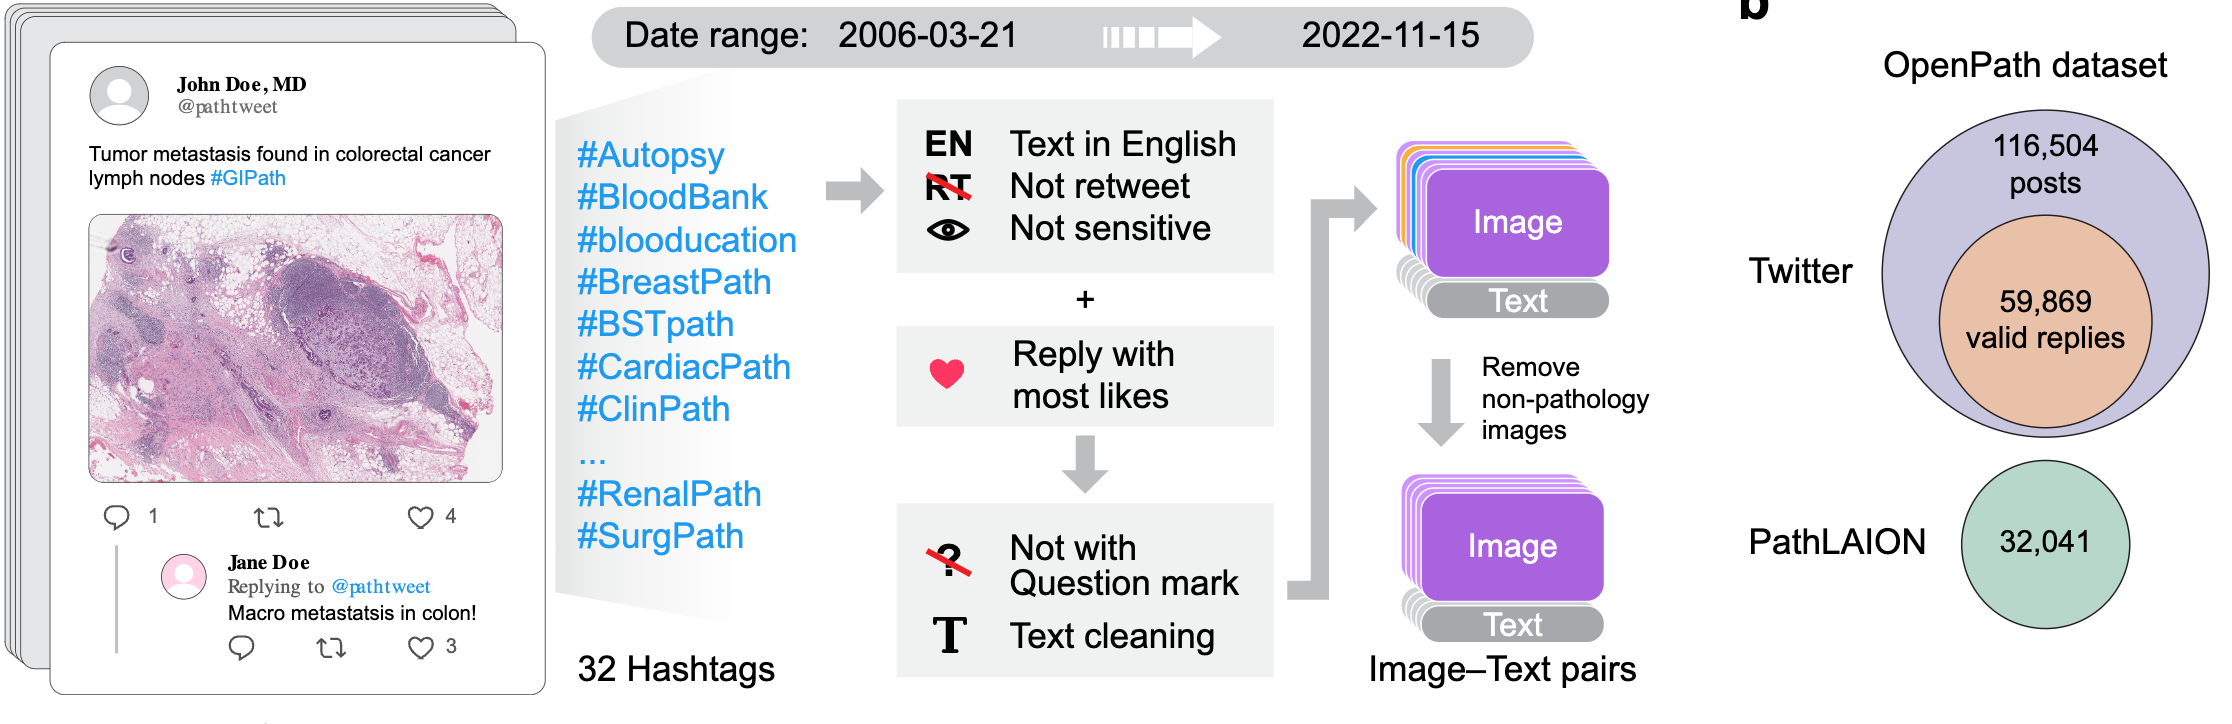 John Doe, MD
@pathtweet
Tumor metastasis found in colorectal cancer
lymph nodes #GIPath
1
4
Jane Doe
Replying to @pathtweet
Macro metastatsis in colon!
3
Date range: 2006-03-21 2022-11-15
#Autopsy
#BloodBank
#blooducation
#BreastPath
#BSTpath
#CardiacPath
#ClinPath
...
#RenalPath
#SurgPath
32 Hashtags
EN Text in English
RT Not retweet
Not sensitive
+
Reply with
most likes
? Not with
Question mark
T Text cleaning
Image
Text
Remove
non-pathology
images
Image
Text
Image–Text pairs
b
OpenPath dataset
116,504
posts
Twitter
59,869
valid replies
PathLAION
32,041